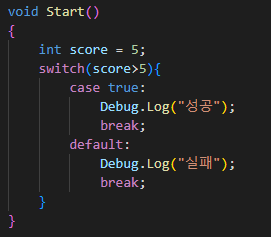 void Start()
{
    int score = 5;
    switch(score>5){
        case true:
            Debug.Log("성공");
            break;
        default:
            Debug.Log("실패");
            break;
    }
}